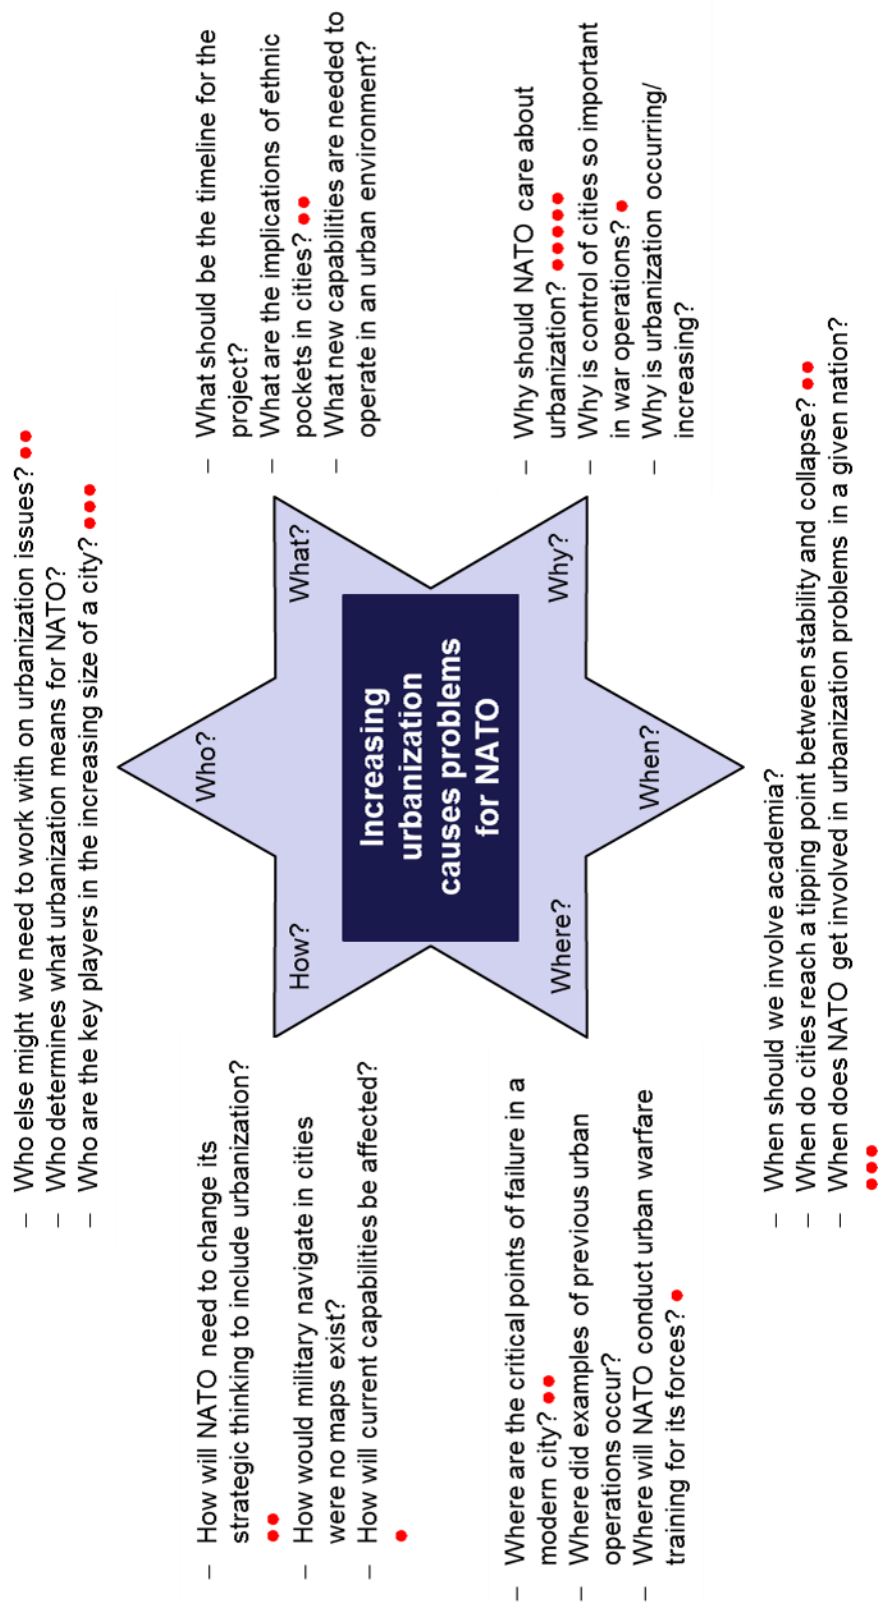 – Who else might we need to work with on urbanization issues?
– Who determines what urbanization means for NATO?
– Who are the key players in the increasing size of a city?
– How will NATO need to change its
strategic thinking to include urbanization?
– How would military navigate in cities
were no maps exist?
– How will current capabilities be affected?
Who?
How?
What?
Increasing
urbanization
causes problems
for NATO
Where?
Why?
When?
– What should be the timeline for the
project?
– What are the implications of ethnic
pockets in cities?
– What new capabilities are needed to
operate in an urban environment?
– Where are the critical points of failure in a
modern city?
– Where did examples of previous urban
operations occur?
– Where will NATO conduct urban warfare
training for its forces?
– Why should NATO care about
urbanization?
– Why is control of cities so important
in war operations?
– Why is urbanization occurring/
increasing?
– When should we involve academia?
– When do cities reach a tipping point between stability and collapse?
– When does NATO get involved in urbanization problems in a given nation?